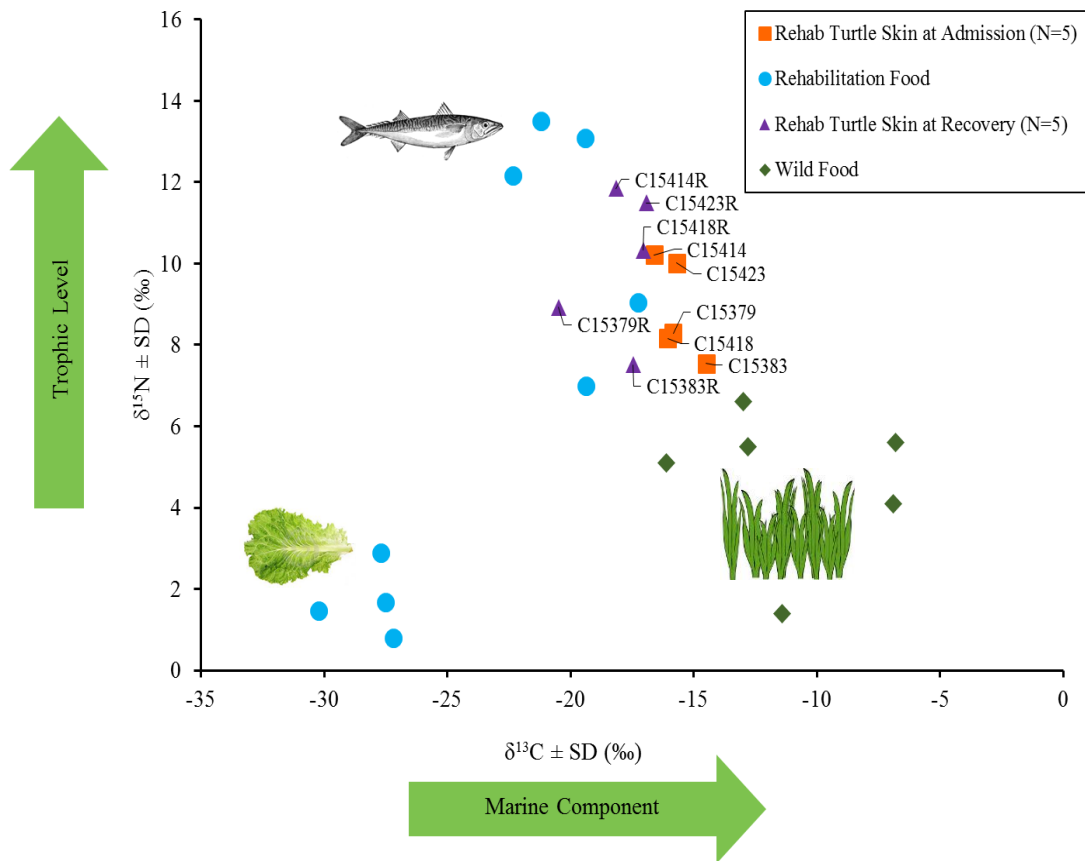 16
14
12
10
8
6
4
2
0
-35
-30
-25
-20
-15
-10
-5
0
Trophic Level
δ¹⁵N ± SD (‰)
Rehab Turtle Skin at Admission (N=5)
Rehabilitation Food
Rehab Turtle Skin at Recovery (N=5)
Wild Food
C15414R
C15423R
C15418R
C15414
C15423
C15379R
C15379
C15418
C15383
C15383R
δ¹³C ± SD (‰)
Marine Component